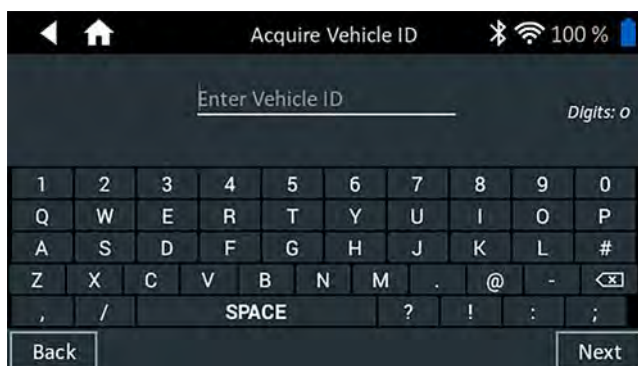 Acquire Vehicle ID 100 %
Enter Vehicle ID
Digits: 0
1 2 3 4 5 6 7 8 9 0
Q W E R T Y U I O P
A S D F G H J K L #
Z X C V B N M . @ -
, / SPACE ? ! : ;
Back Next